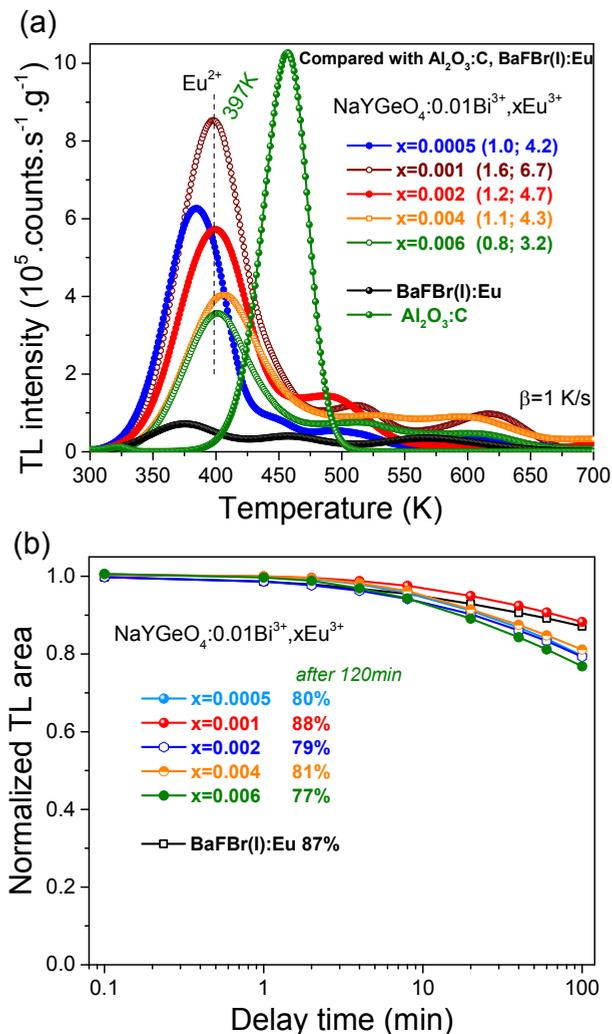 (a)
Compared with Al₂O₃:C, BaFBr(I):Eu
Eu²⁺
397K
NaYGeO₄:0.01Bi³⁺,xEu³⁺
x=0.0005 (1.0; 4.2)
x=0.001 (1.6; 6.7)
x=0.002 (1.2; 4.7)
x=0.004 (1.1; 4.3)
x=0.006 (0.8; 3.2)
BaFBr(I):Eu
Al₂O₃:C
β=1 K/s
TL intensity (10⁵.counts.s⁻¹.g⁻¹)
10
8
6
4
2
0
300 350 400 450 500 550 600 650 700
Temperature (K)
(b)
NaYGeO₄:0.01Bi³⁺,xEu³⁺
after 120min
x=0.0005 80%
x=0.001 88%
x=0.002 79%
x=0.004 81%
x=0.006 77%
BaFBr(I):Eu 87%
Normalized TL area
1.0
0.8
0.6
0.4
0.2
0.0
0.1 1 10 100
Delay time (min)